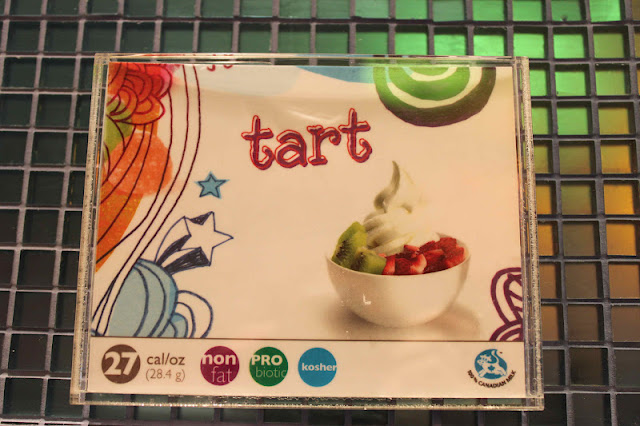 tart
27 cal/oz
(28.4 g)
non
fat
PRO
biotic
kosher
100% CANADIAN MILK